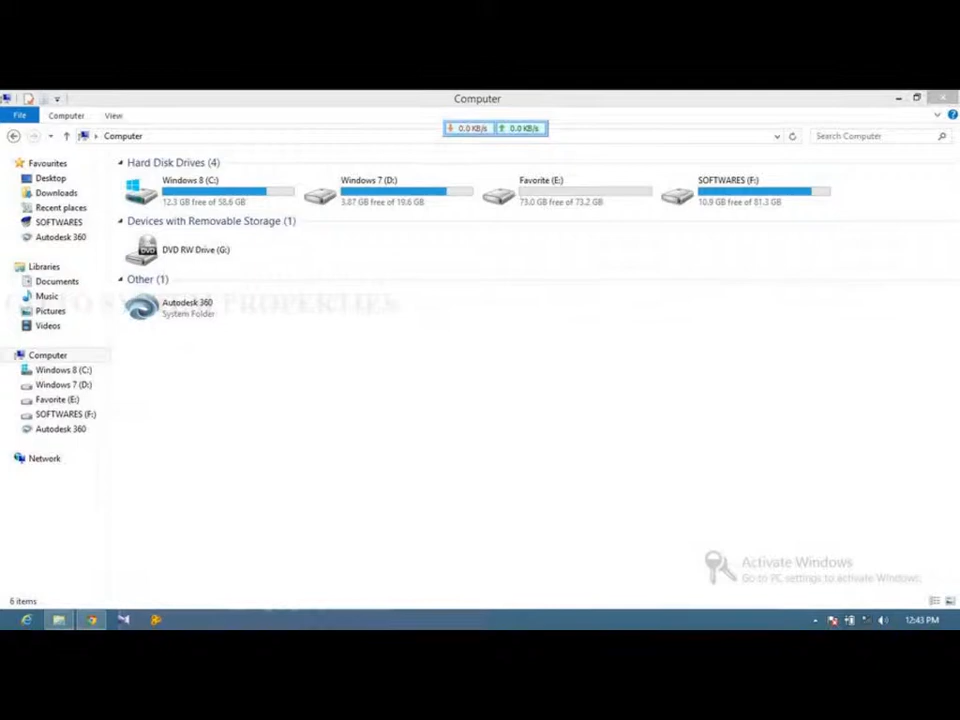 Computer
File Computer View
Computer
0.0 KB/s 0.0 KB/s
Search Computer
Favourites
Desktop
Downloads
Recent places
SOFTWARES
Autodesk 360
Libraries
Documents
Music
Pictures
Videos
Computer
Windows 8 (C:)
Windows 7 (D:)
Favorite (E:)
SOFTWARES (F:)
Autodesk 360
Network
Hard Disk Drives (4)
Windows 8 (C:)
12.3 GB free of 58.6 GB
Windows 7 (D:)
3.87 GB free of 19.6 GB
Favorite (E:)
73.0 GB free of 73.2 GB
SOFTWARES (F:)
10.9 GB free of 81.3 GB
Devices with Removable Storage (1)
DVD RW Drive (G:)
DVD
Other (1)
Autodesk 360
System Folder
GO TO SYSTEM PROPERTIES
Activate Windows
Go to PC settings to activate Windows.
6 items
12:43 PM